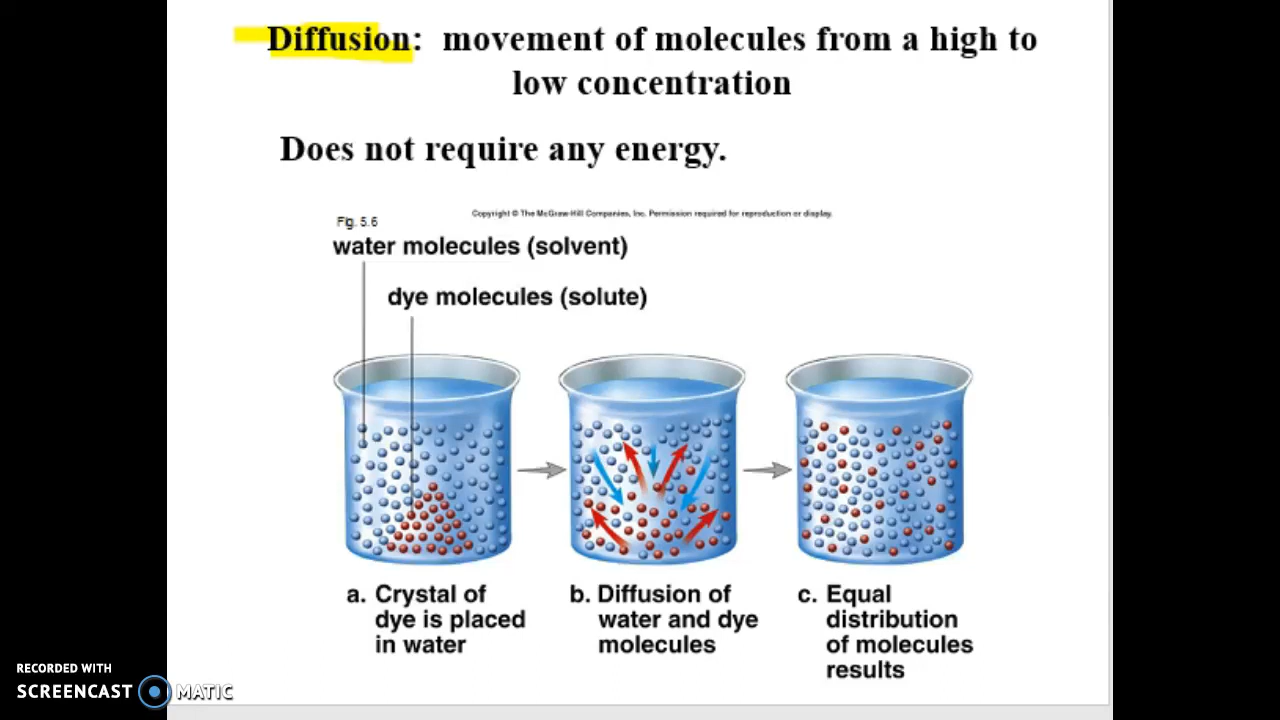 Diffusion: movement of molecules from a high to
low concentration
Does not require any energy.
Copyright © The McGraw-Hill Companies, Inc. Permission required for reproduction or display.
Fig. 5.6
water molecules (solvent)
dye molecules (solute)
a. Crystal of
dye is placed
in water
b. Diffusion of
water and dye
molecules
c. Equal
distribution
of molecules
results
RECORDED WITH
SCREENCAST MATIC